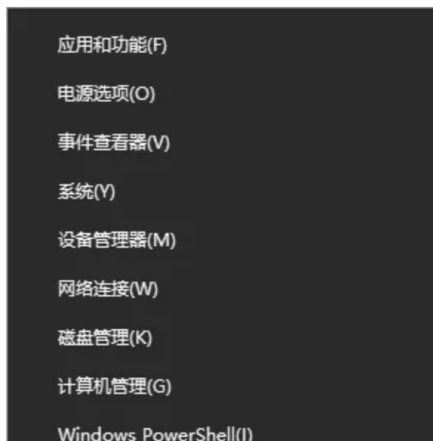 应用和功能(F)
电源选项(O)
事件查看器(V)
系统(Y)
设备管理器(M)
网络连接(W)
磁盘管理(K)
计算机管理(G)
Windows PowerShell(I)